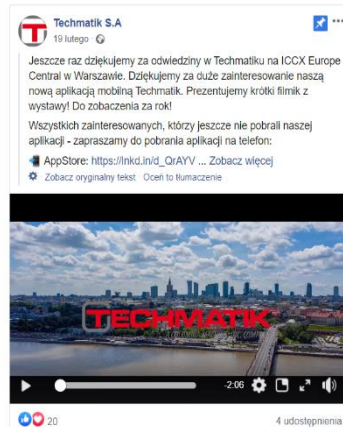 Techmatik S.A
19 lutego
Jeszcze raz dziękujemy za odwiedziny w Techmatiku na ICCX Europe
Central w Warszawie. Dziękujemy za duże zainteresowanie naszą
nową aplikacją mobilną Techmatik. Prezentujemy krótki filmik z
wystawy! Do zobaczenia za rok!
Wszystkich zainteresowanych, którzy jeszcze nie pobrali naszej
aplikacji - zapraszamy do pobrania aplikacji na telefon:
AppStore: https://lnkd.in/d_QrAYV ... Zobacz więcej
Zobacz oryginalny tekst Oceń to tłumaczenie
TECHMATIK
-2:06
20
4 udostępnienia